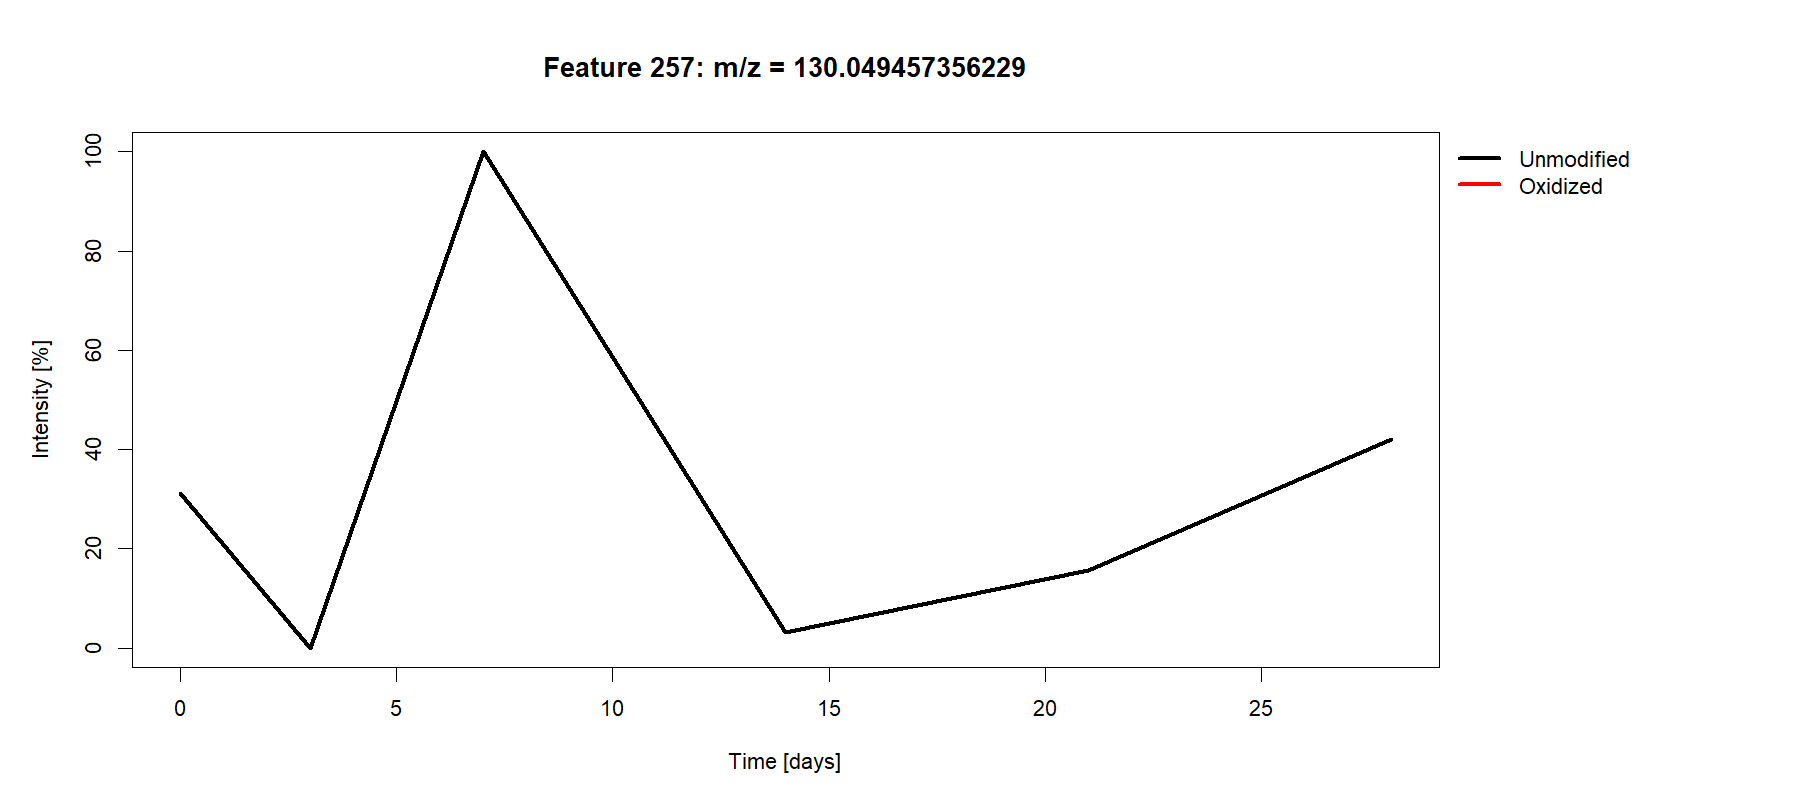 Feature 257: m/z = 130.049457356229
Unmodified
Oxidized
Intensity [%]
100
80
60
40
20
0
0 5 10 15 20 25
Time [days]